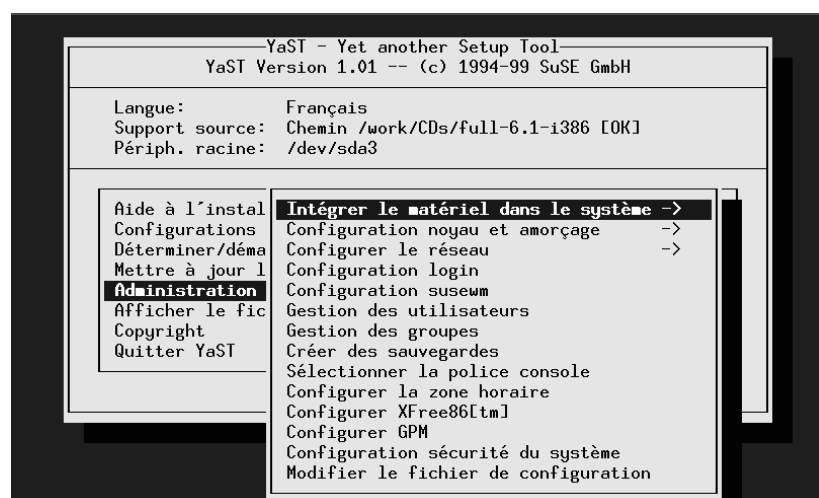 YaST - Yet another Setup Tool
YaST Version 1.01 -- (c) 1994-99 SuSE GmbH
Langue: Français
Support source: Chemin /work/CDs/full-6.1-i386 [OK]
Périph. racine: /dev/sda3
Aide à l´instal
Configurations
Déterminer/déma
Mettre à jour l
Administration
Afficher le fic
Copyright
Quitter YaST
Intégrer le matériel dans le système ->
Configuration noyau et amorçage ->
Configurer le réseau ->
Configuration login
Configuration susewm
Gestion des utilisateurs
Gestion des groupes
Créer des sauvegardes
Sélectionner la police console
Configurer la zone horaire
Configurer XFree86[tm]
Configurer GPM
Configuration sécurité du système
Modifier le fichier de configuration